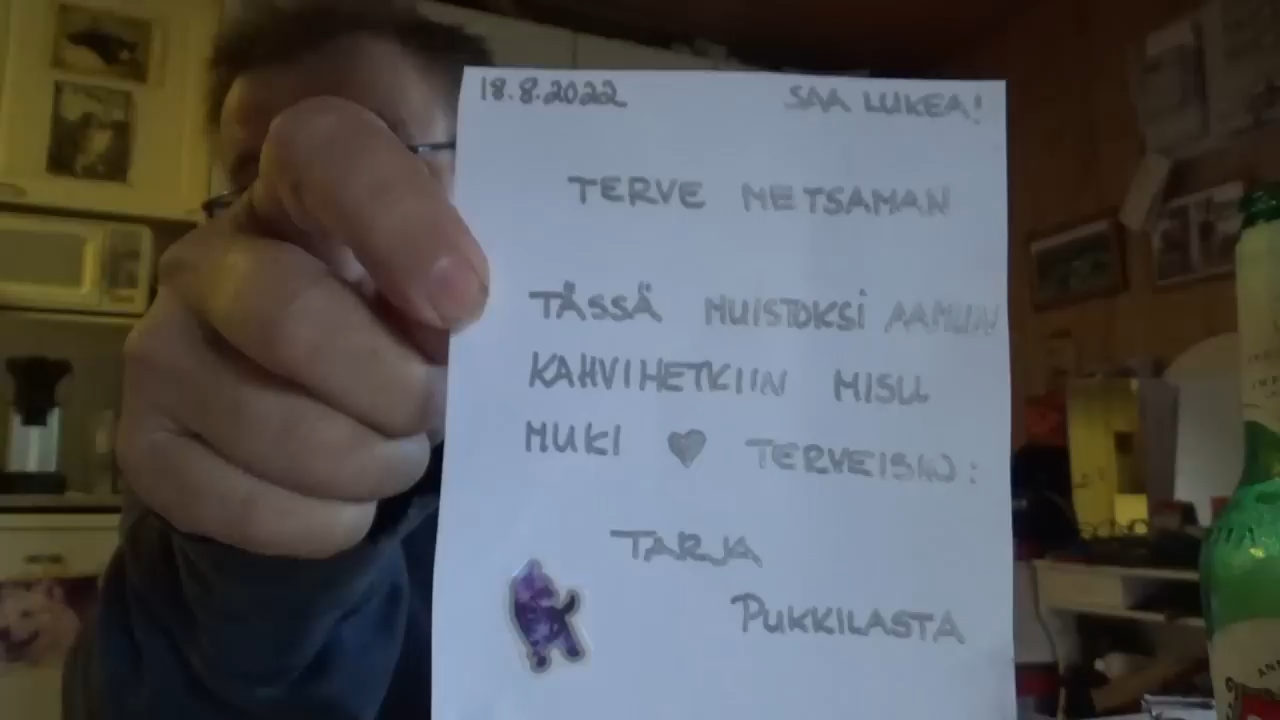 18.8.2022 SAA LUKEA!
TERVE METSAMAN
TÄSSÄ MUISTOKSI AAMUN
KAHVIHETKIIN MISU
MUKI ♥ TERVEISIN:
TARJA
PUKKILASTA